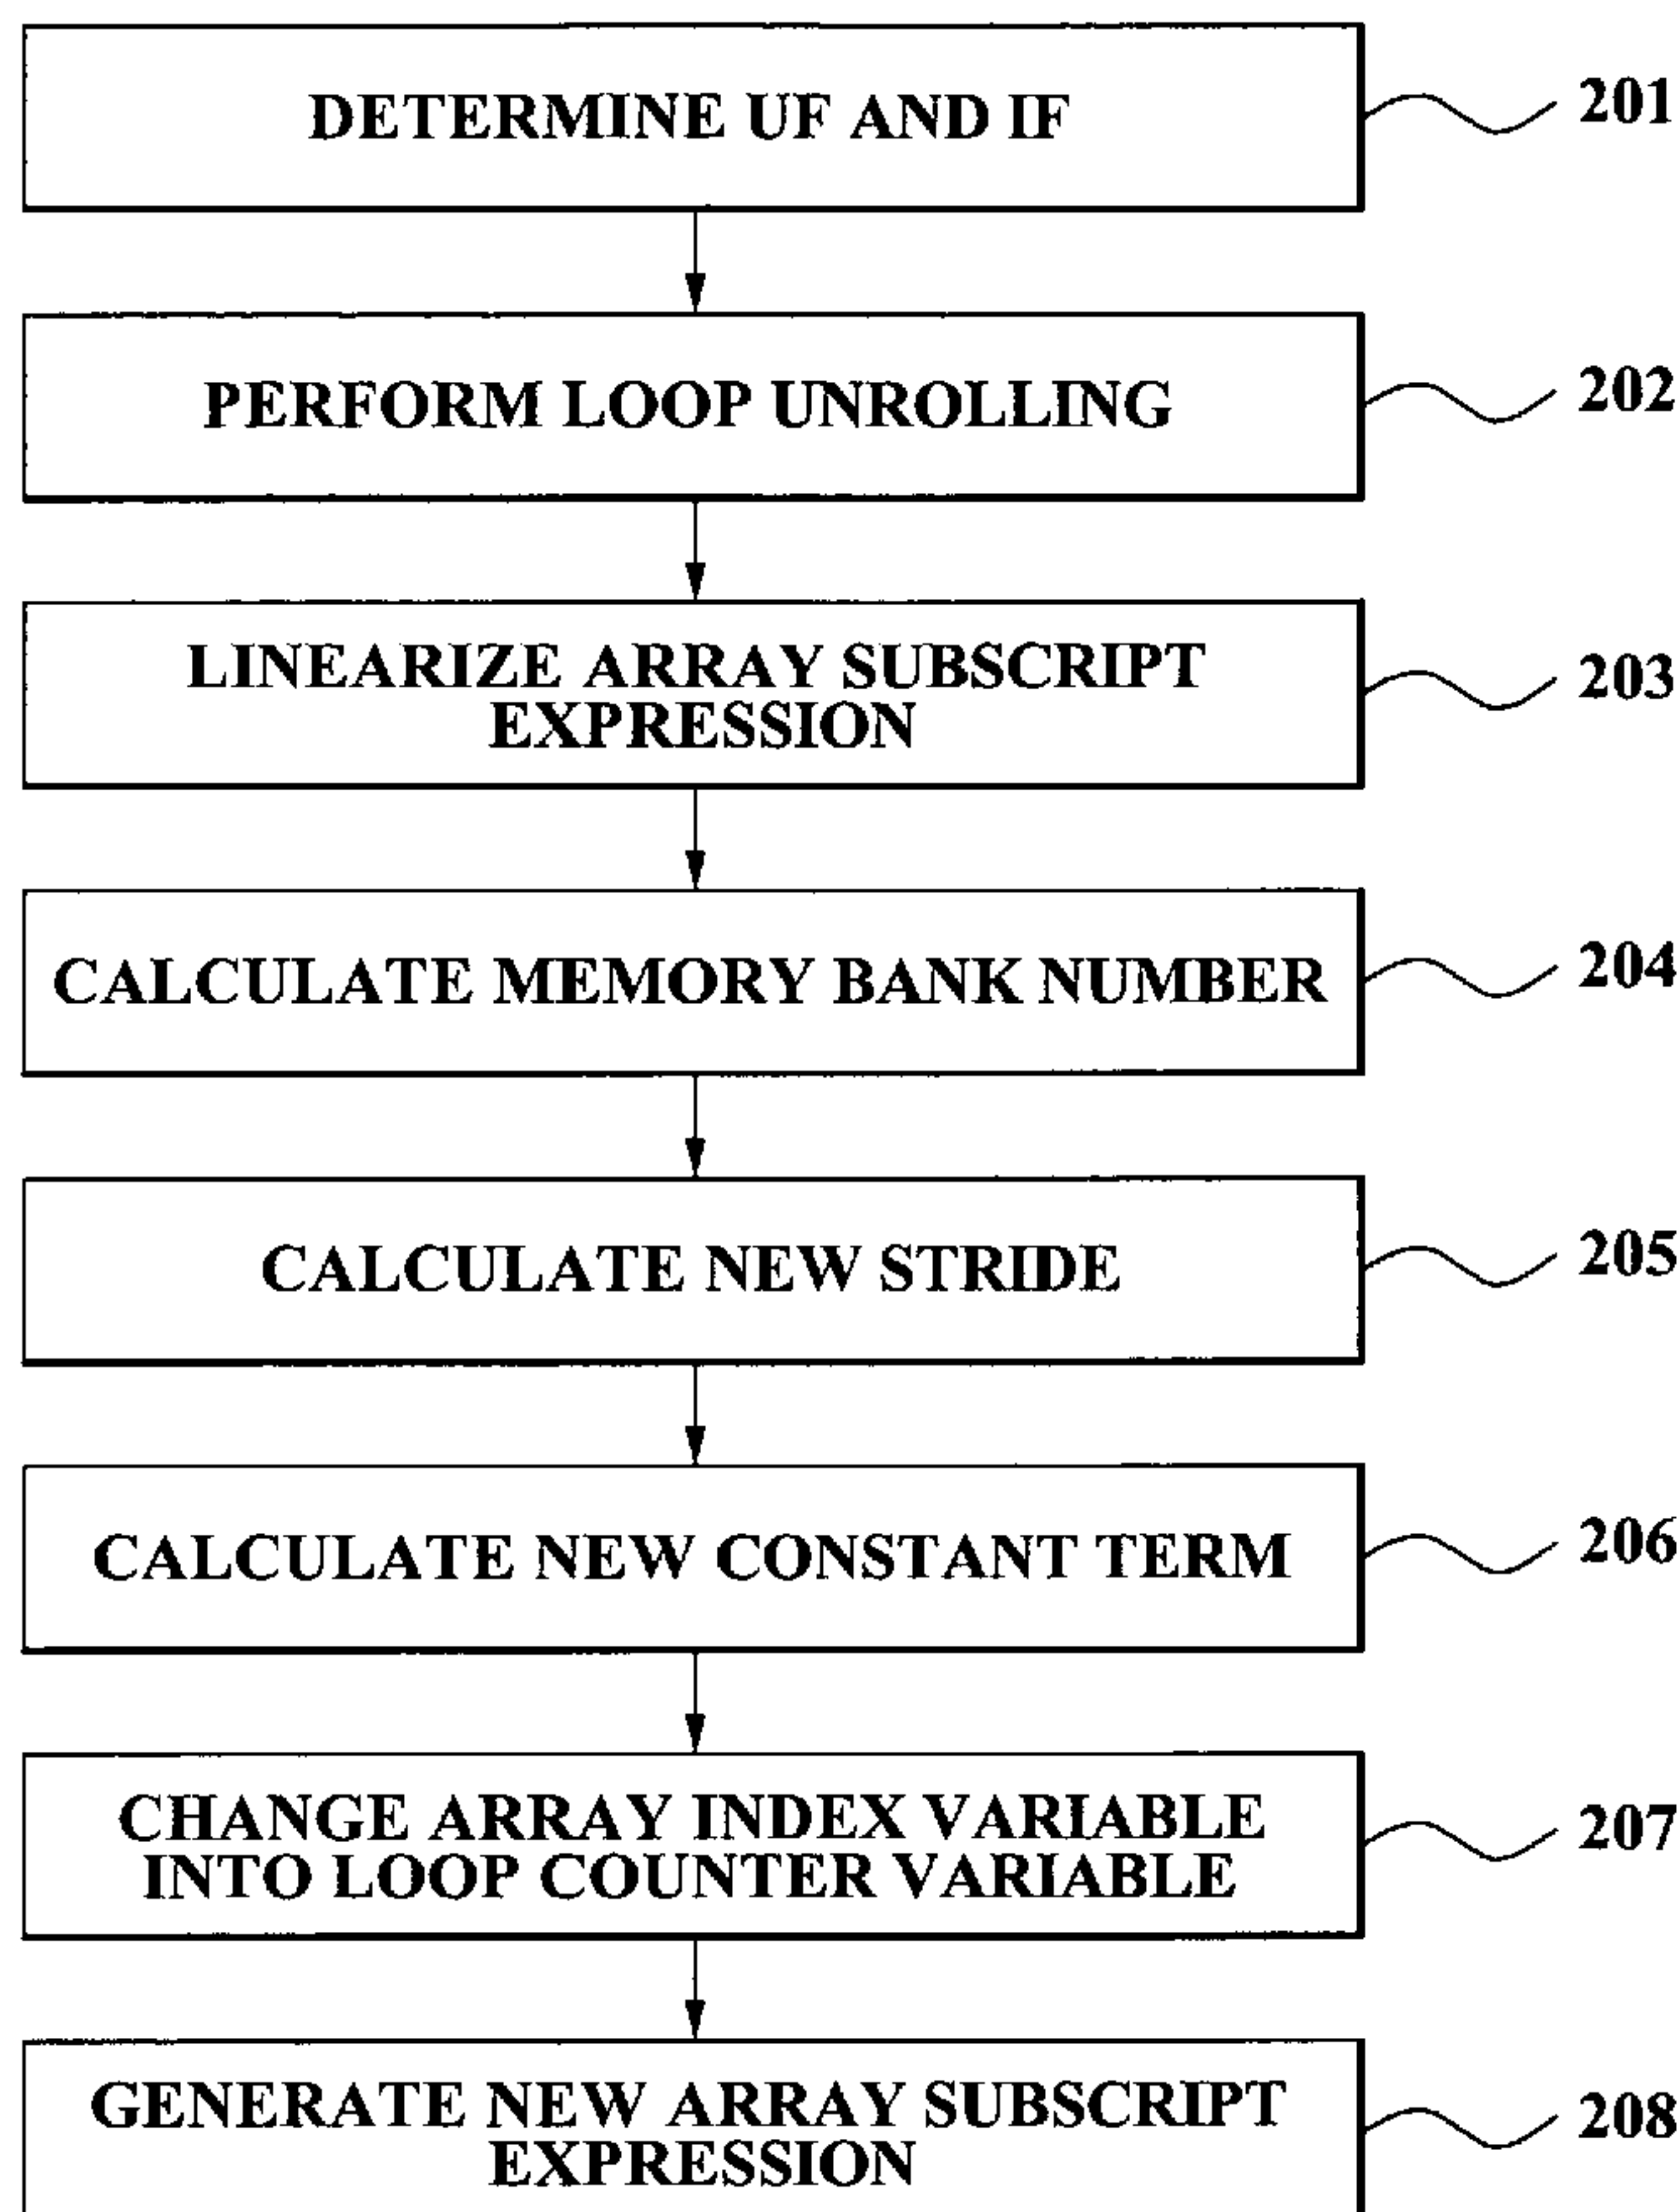 DETERMINE UF AND IF
201
PERFORM LOOP UNROLLING
202
LINEARIZE ARRAY SUBSCRIPT
EXPRESSION
203
CALCULATE MEMORY BANK NUMBER
204
CALCULATE NEW STRIDE
205
CALCULATE NEW CONSTANT TERM
206
CHANGE ARRAY INDEX VARIABLE
INTO LOOP COUNTER VARIABLE
207
GENERATE NEW ARRAY SUBSCRIPT
EXPRESSION
208